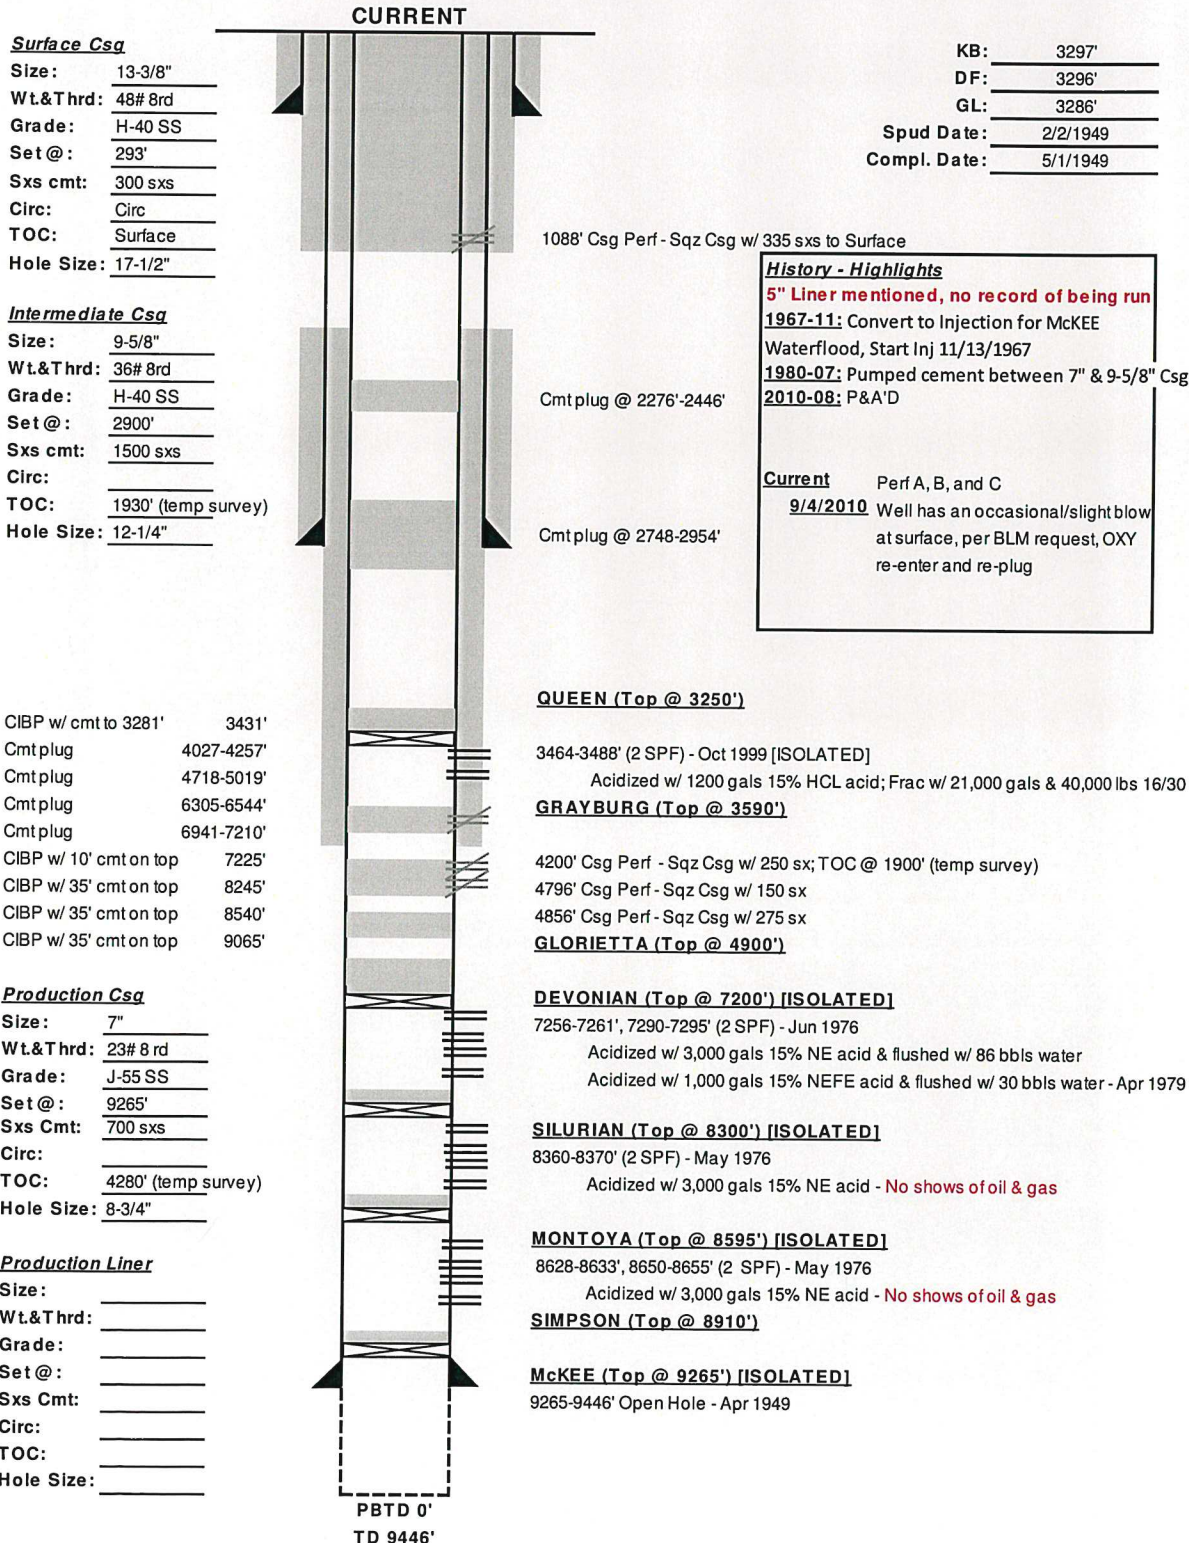 CURRENT
Surface Csg
Size: 13-3/8"
Wt.&Thrd: 48# 8rd
Grade: H-40 SS
Set @: 293'
Sxs cmt: 300 sxs
Circ: Circ
TOC: Surface
Hole Size: 17-1/2"
KB: 3297'
DF: 3296'
GL: 3286'
Spud Date: 2/2/1949
Compl. Date: 5/1/1949
1088' Csg Perf - Sqz Csg w/ 335 sxs to Surface
History - Highlights
5" Liner mentioned, no record of being run
1967-11: Convert to Injection for McKEE
Waterflood, Start Inj 11/13/1967
1980-07: Pumped cement between 7" & 9-5/8" Csg
2010-08: P&A'D
Current Perf A, B, and C
9/4/2010 Well has an occasional/slight blow
at surface, per BLM request, OXY
re-enter and re-plug
Intermediate Csg
Size: 9-5/8"
Wt.&Thrd: 36# 8rd
Grade: H-40 SS
Set @: 2900'
Sxs cmt: 1500 sxs
Circ:
TOC: 1930' (temp survey)
Hole Size: 12-1/4"
Cmt plug @ 2276'-2446'
Cmt plug @ 2748-2954'
CIBP w/ cmt to 3281' 3431'
Cmt plug 4027-4257'
Cmt plug 4718-5019'
Cmt plug 6305-6544'
Cmt plug 6941-7210'
CIBP w/ 10' cmt on top 7225'
CIBP w/ 35' cmt on top 8245'
CIBP w/ 35' cmt on top 8540'
CIBP w/ 35' cmt on top 9065'
QUEEN (Top @ 3250')
3464-3488' (2 SPF) - Oct 1999 [ISOLATED]
Acidized w/ 1200 gals 15% HCL acid; Frac w/ 21,000 gals & 40,000 lbs 16/30
GRAYBURG (Top @ 3590')
4200' Csg Perf - Sqz Csg w/ 250 sx; TOC @ 1900' (temp survey)
4796' Csg Perf - Sqz Csg w/ 150 sx
4856' Csg Perf - Sqz Csg w/ 275 sx
GLORIETTA (Top @ 4900')
Production Csg
Size: 7"
Wt.&Thrd: 23# 8 rd
Grade: J-55 SS
Set @: 9265'
Sxs Cmt: 700 sxs
Circ:
TOC: 4280' (temp survey)
Hole Size: 8-3/4"
DEVONIAN (Top @ 7200') [ISOLATED]
7256-7261', 7290-7295' (2 SPF) - Jun 1976
Acidized w/ 3,000 gals 15% NE acid & flushed w/ 86 bbls water
Acidized w/ 1,000 gals 15% NEFE acid & flushed w/ 30 bbls water - Apr 1979
SILURIAN (Top @ 8300') [ISOLATED]
8360-8370' (2 SPF) - May 1976
Acidized w/ 3,000 gals 15% NE acid - No shows of oil & gas
MONTOYA (Top @ 8595') [ISOLATED]
8628-8633', 8650-8655' (2 SPF) - May 1976
Acidized w/ 3,000 gals 15% NE acid - No shows of oil & gas
SIMPSON (Top @ 8910')
McKEE (Top @ 9265') [ISOLATED]
9265-9446' Open Hole - Apr 1949
Production Liner
Size:
Wt.&Thrd:
Grade:
Set @:
Sxs Cmt:
Circ:
TOC:
Hole Size:
PBTD 0'
TD 9446'